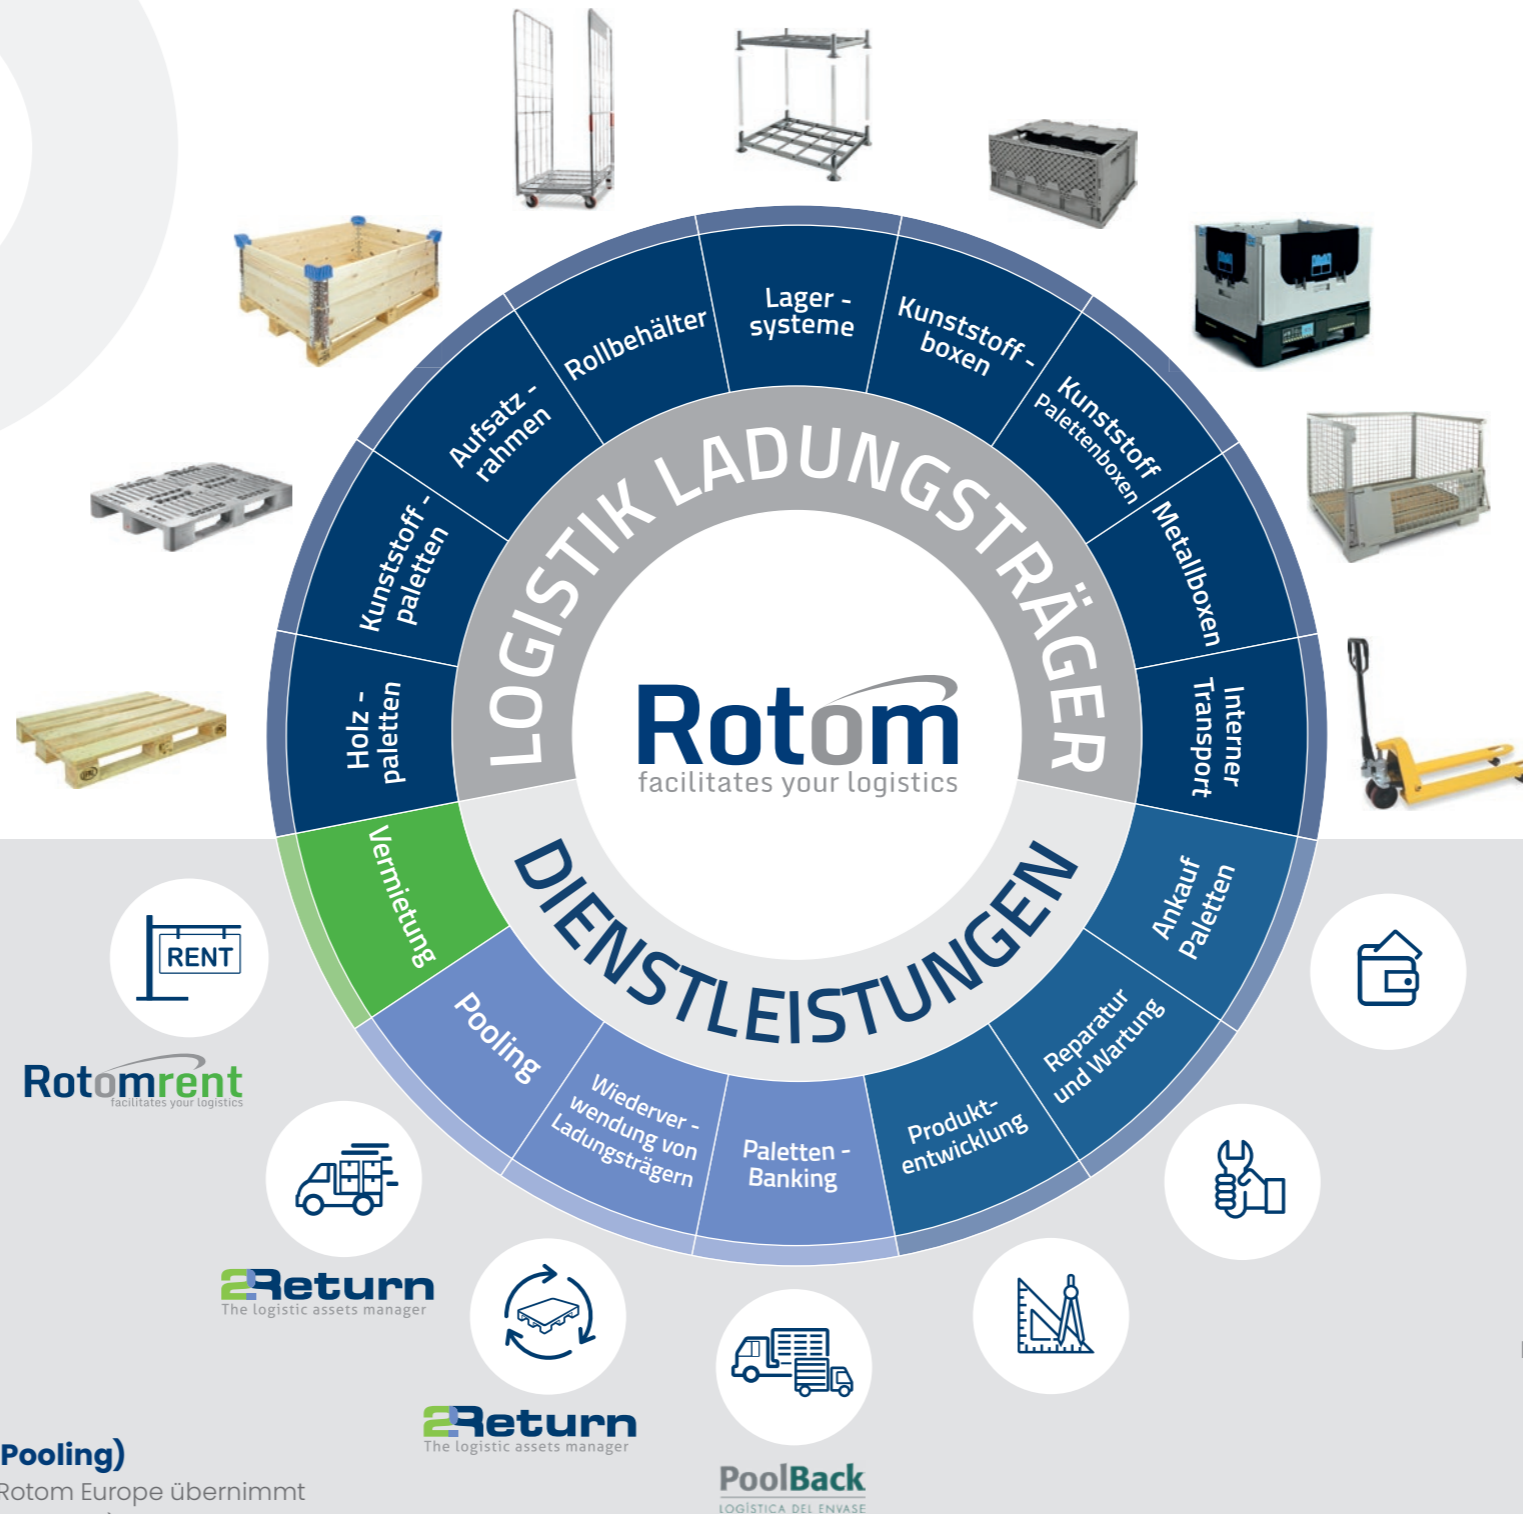 Lager -
systeme
Kunststoff -
boxen
Kunststoff
Palettenboxen
Metallboxen
Interner
Transport
Rollbehälter
Aufsatz -
rahmen
Kunststoff -
paletten
Holz -
paletten
LOGISTIK LADUNGSTRÄGER
Rotom
facilitates your logistics
DIENSTLEISTUNGEN
Vermietung
Pooling
Wiederver -
wendung von
Ladungsträgern
Paletten -
Banking
Produkt-
entwicklung
Reparatur
und Wartung
Ankauf
Paletten
RENT
Rotomrent
facilitates your logistics
2Return
The logistic assets manager
2Return
The logistic assets manager
PoolBack
LOGÍSTICA DEL ENVASE
Pooling)
Rotom Europe übernimmt